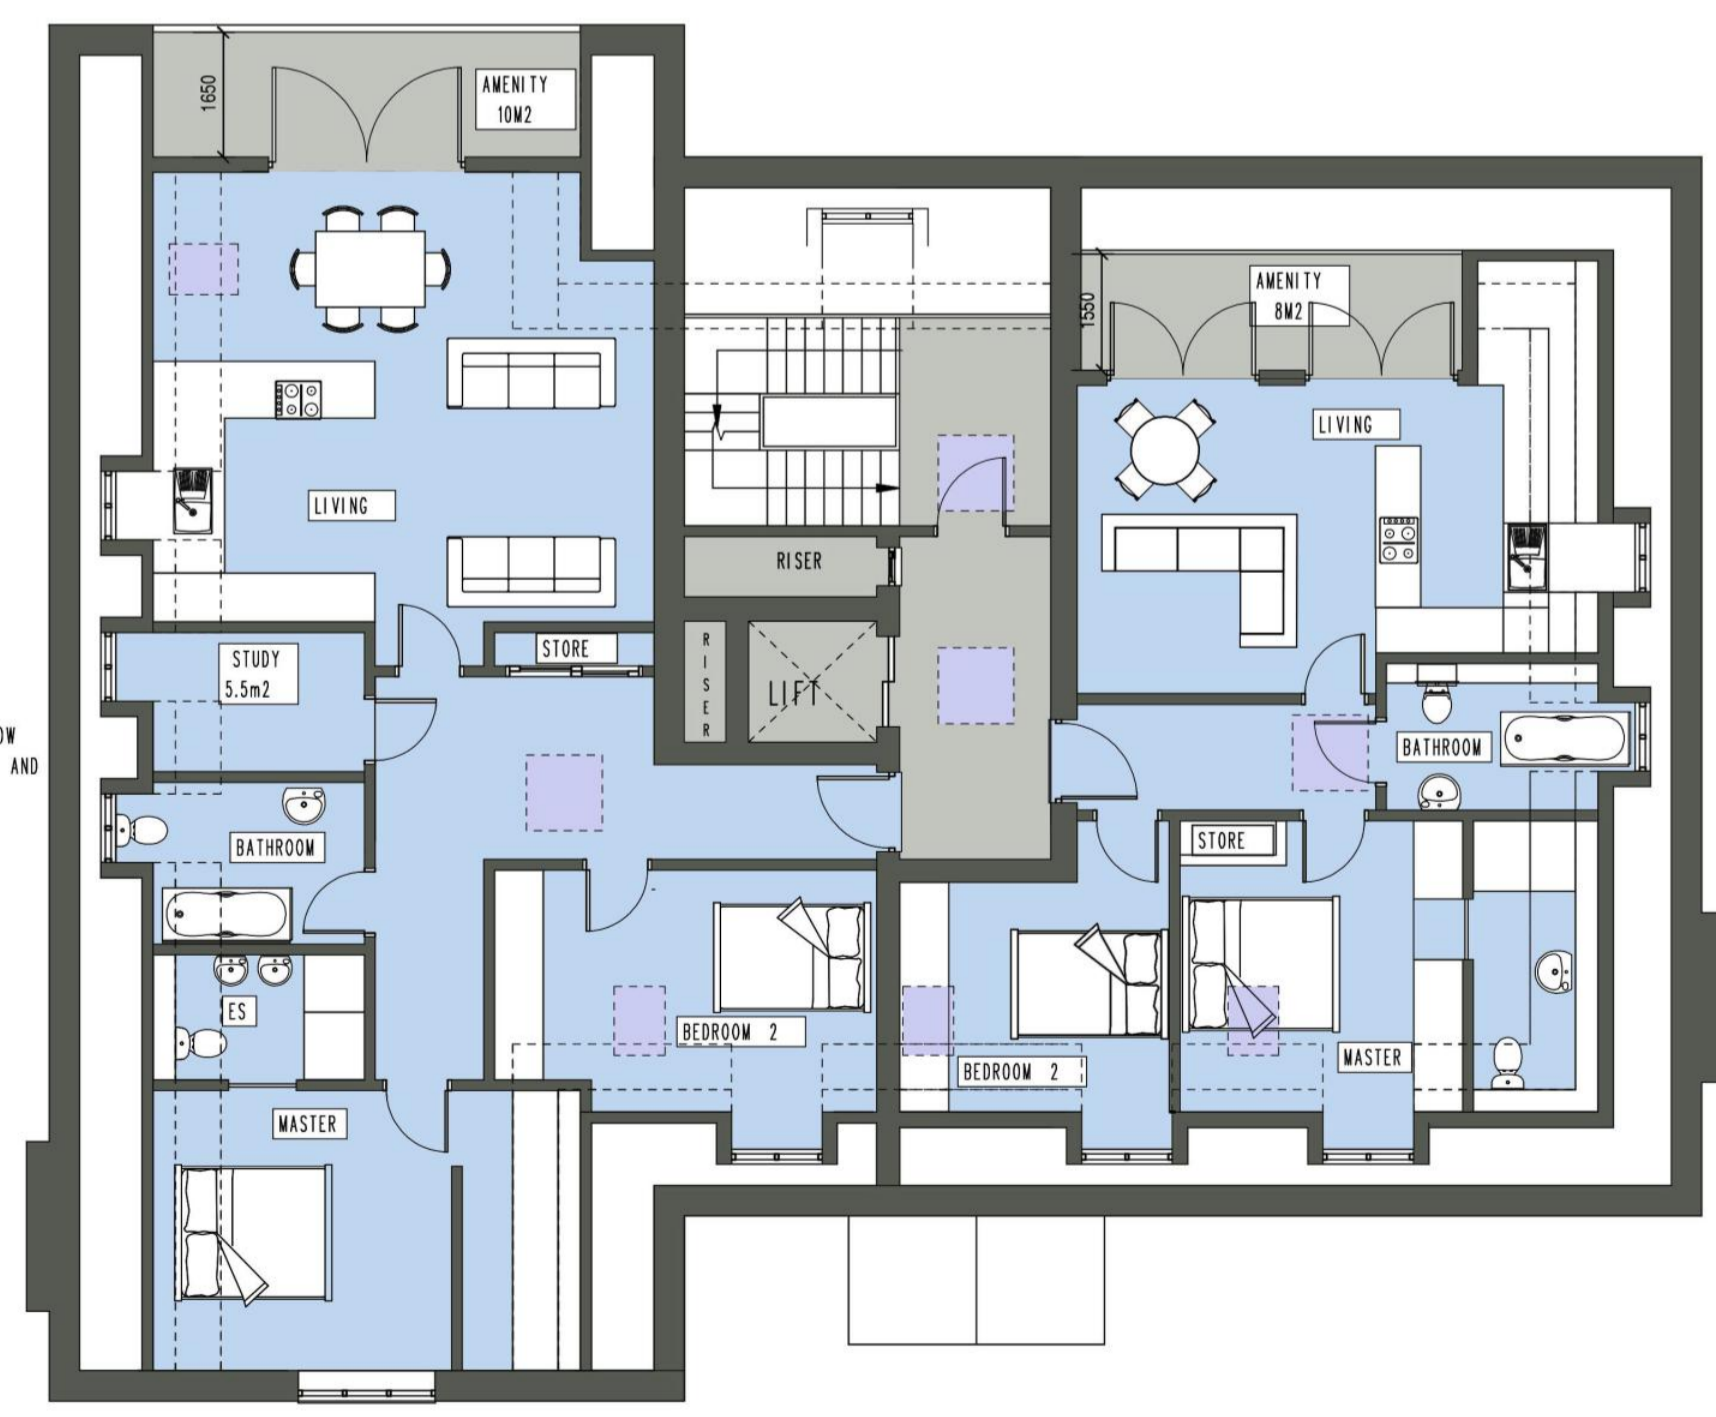 1650
AMENITY
10M2
AMENITY
8M2
1550
LIVING
LIVING
RISER
STORE
STUDY
5.5m2
RISER
LIFT
OW
AND
BATHROOM
BATHROOM
STORE
ES
BEDROOM 2
BEDROOM 2
MASTER
MASTER